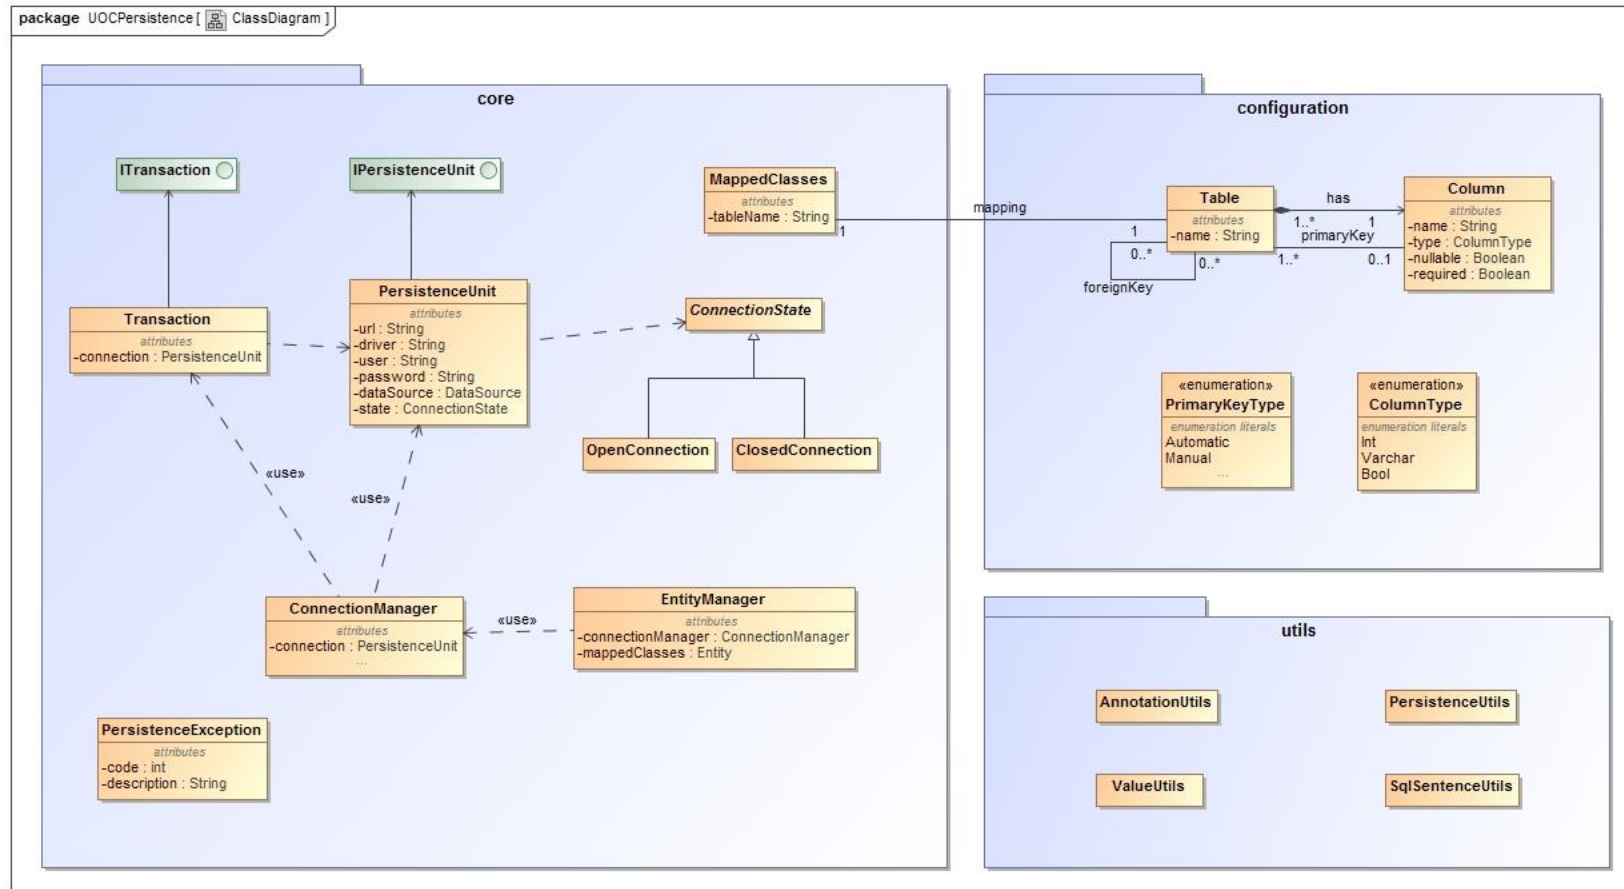 package UOCPersistence [ ClassDiagram ]
core
ITransaction
IPersistenceUnit
MappedClasses
attributes
-tableName : String
1
mapping
PersistenceUnit
attributes
-url : String
-driver : String
-user : String
-password : String
-dataSource : DataSource
-state : ConnectionState
Transaction
attributes
-connection : PersistenceUnit
ConnectionState
OpenConnection
ClosedConnection
«use»
«use»
ConnectionManager
attributes
-connection : PersistenceUnit
...
«use»
EntityManager
attributes
-connectionManager : ConnectionManager
-mappedClasses : Entity
PersistenceException
attributes
-code : int
-description : String
configuration
Table
attributes
-name : String
1
0..*
0..*
foreignKey
has
1..*
1
primaryKey
1..*
0..1
Column
attributes
-name : String
-type : ColumnType
-nullable : Boolean
-required : Boolean
«enumeration»
PrimaryKeyType
enumeration literals
Automatic
Manual
...
«enumeration»
ColumnType
enumeration literals
Int
Varchar
Bool
utils
AnnotationUtils
PersistenceUtils
ValueUtils
SqlSentenceUtils